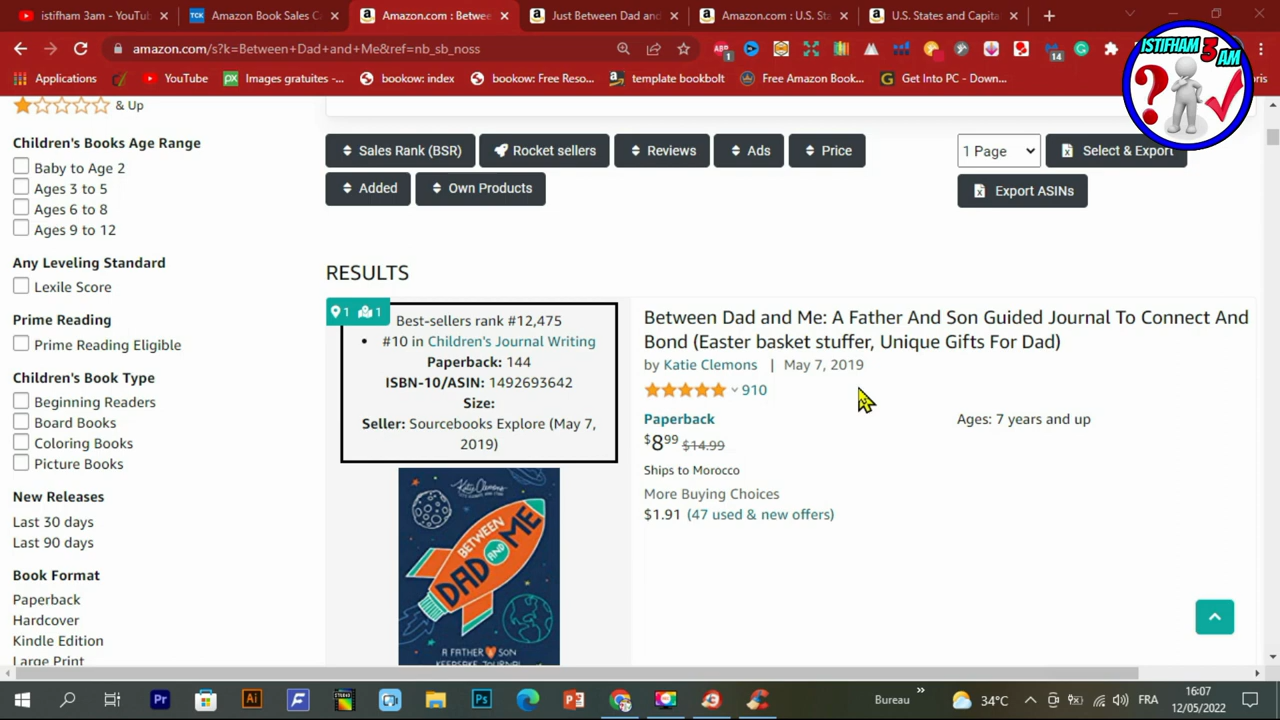 istifham 3am - YouTu
Amazon Book Sales C
Amazon.com : Betwee
Just Between Dad and
Amazon.com : U.S. Sta
U.S. States and Capita
amazon.com/s?k=Between+Dad+and+Me&ref=nb_sb_noss
ISTIFHAM 3 AM
Applications
YouTube
Images gratuites -...
bookow: index
bookow: Free Reso...
template bookbolt
Free Amazon Book...
Get Into PC - Down...
& Up
Children's Books Age Range
Baby to Age 2
Ages 3 to 5
Ages 6 to 8
Ages 9 to 12
Any Leveling Standard
Lexile Score
Prime Reading
Prime Reading Eligible
Children's Book Type
Beginning Readers
Board Books
Coloring Books
Picture Books
New Releases
Last 30 days
Last 90 days
Book Format
Paperback
Hardcover
Kindle Edition
Large Print
Sales Rank (BSR)
Rocket sellers
Reviews
Ads
Price
1 Page
Select & Export
Added
Own Products
Export ASINs
RESULTS
1 1
Best-sellers rank #12,475
• #10 in Children's Journal Writing
Paperback: 144
ISBN-10/ASIN: 1492693642
Size:
Seller: Sourcebooks Explore (May 7,
2019)
Katie Clemons
BETWEEN
DAD AND ME
A FATHER SON
KEEPSAKE JOURNAL
Between Dad and Me: A Father And Son Guided Journal To Connect And
Bond (Easter basket stuffer, Unique Gifts For Dad)
by Katie Clemons | May 7, 2019
910
Paperback
Ages: 7 years and up
$8.99 $14.99
Ships to Morocco
More Buying Choices
$1.91 (47 used & new offers)
Bureau
34°C
FRA
16:07
12/05/2022